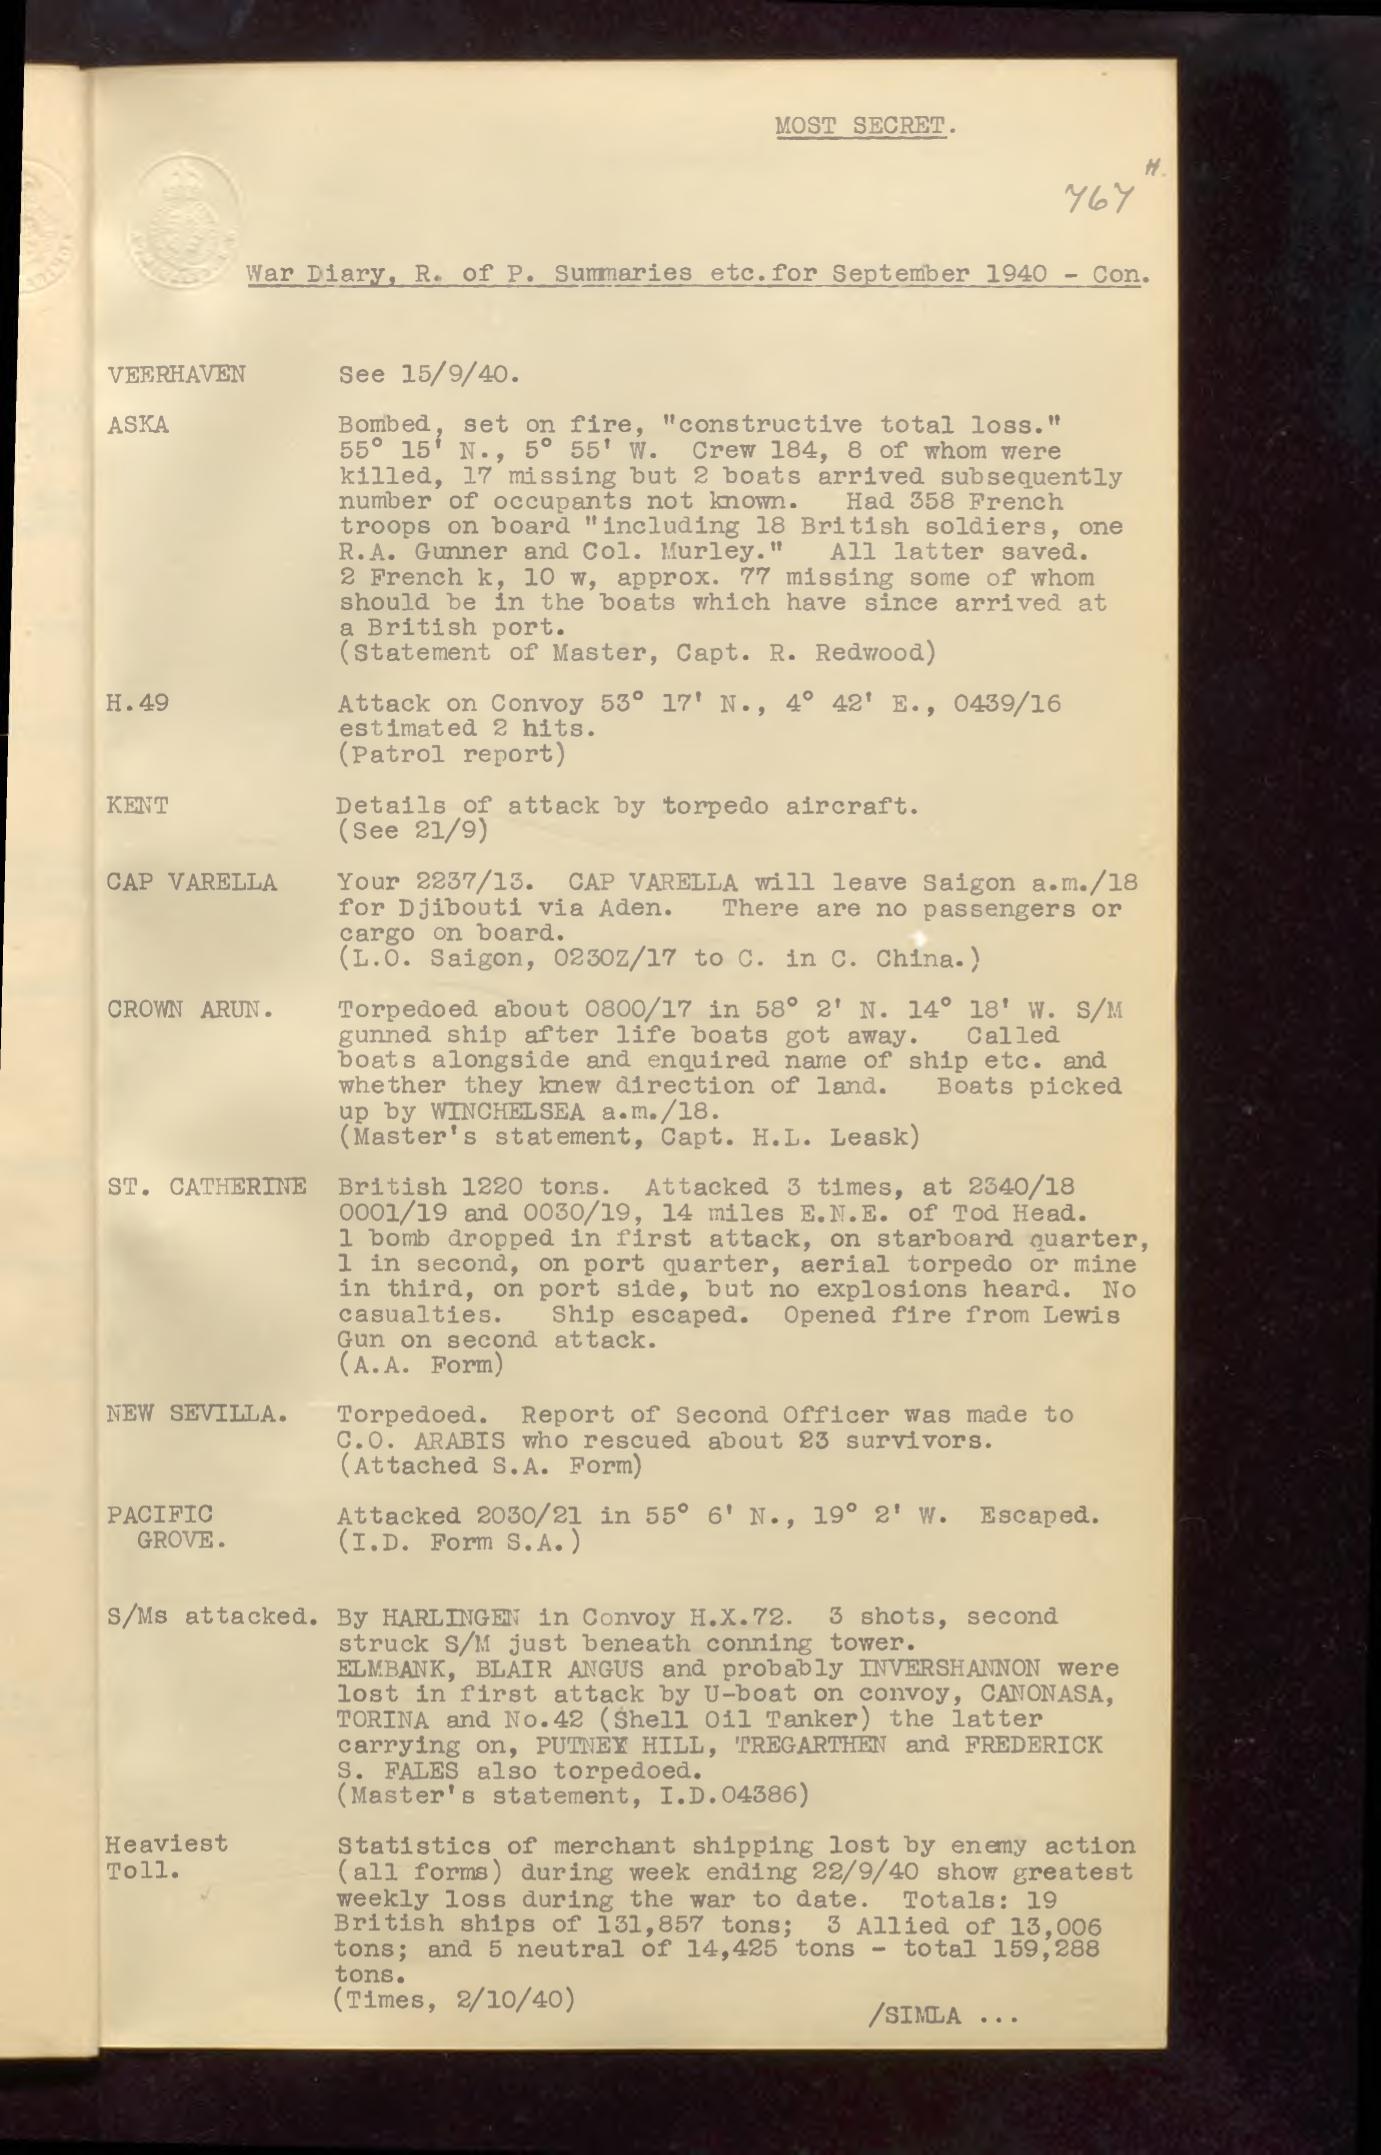 MOST SECRET.
H.
767
War Diary, R. of P. Summaries etc.for September 1940 - Con.
VEERHAVEN See 15/9/40.
ASKA Bombed, set on fire, "constructive total loss."
55° 15' N., 5° 55' W. Crew 184, 8 of whom were
killed, 17 missing but 2 boats arrived subsequently
number of occupants not known. Had 358 French
troops on board "including 18 British soldiers, one
R.A. Gunner and Col. Murley." All latter saved.
2 French k, 10 w, approx. 77 missing some of whom
should be in the boats which have since arrived at
a British port.
(Statement of Master, Capt. R. Redwood)
H.49 Attack on Convoy 53° 17' N., 4° 42' E., 0439/16
estimated 2 hits.
(Patrol report)
KENT Details of attack by torpedo aircraft.
(See 21/9)
CAP VARELLA Your 2237/13. CAP VARELLA will leave Saigon a.m./18
for Djibouti via Aden. There are no passengers or
cargo on board.
(L.O. Saigon, 0230Z/17 to C. in C. China.)
CROWN ARUN. Torpedoed about 0800/17 in 58° 2' N. 14° 18' W. S/M
gunned ship after life boats got away. Called
boats alongside and enquired name of ship etc. and
whether they knew direction of land. Boats picked
up by WINCHELSEA a.m./18.
(Master's statement, Capt. H.L. Leask)
ST. CATHERINE British 1220 tons. Attacked 3 times, at 2340/18
0001/19 and 0030/19, 14 miles E.N.E. of Tod Head.
1 bomb dropped in first attack, on starboard quarter,
1 in second, on port quarter, aerial torpedo or mine
in third, on port side, but no explosions heard. No
casualties. Ship escaped. Opened fire from Lewis
Gun on second attack.
(A.A. Form)
NEW SEVILLA. Torpedoed. Report of Second Officer was made to
C.O. ARABIS who rescued about 23 survivors.
(Attached S.A. Form)
PACIFIC Attacked 2030/21 in 55° 6' N., 19° 2' W. Escaped.
GROVE. (I.D. Form S.A.)
S/Ms attacked. By HARLINGEN in Convoy H.X.72. 3 shots, second
struck S/M just beneath conning tower.
ELMBANK, BLAIR ANGUS and probably INVERSHANNON were
lost in first attack by U-boat on convoy, CANONASA,
TORINA and No.42 (Shell Oil Tanker) the latter
carrying on, PUTNEY HILL, TREGARTHEN and FREDERICK
S. FALES also torpedoed.
(Master's statement, I.D.04386)
Heaviest Statistics of merchant shipping lost by enemy action
Toll. (all forms) during week ending 22/9/40 show greatest
weekly loss during the war to date. Totals: 19
British ships of 131,857 tons; 3 Allied of 13,006
tons; and 5 neutral of 14,425 tons - total 159,288
tons.
(Times, 2/10/40)
/SIMLA ...